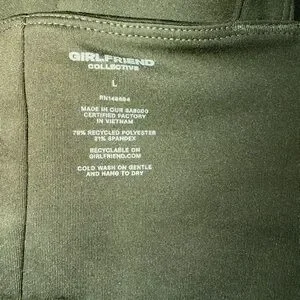 GIRLFRIEND
COLLECTIVE
L
MADE IN OUR SA8000
CERTIFIED FACTORY
IN VIETNAM
79% RECYCLED POLYESTER
21% SPANDEX
RECYCLABLE ON
GIRLFRIEND.COM
COLD WASH ON GENTLE
AND HANG TO DRY